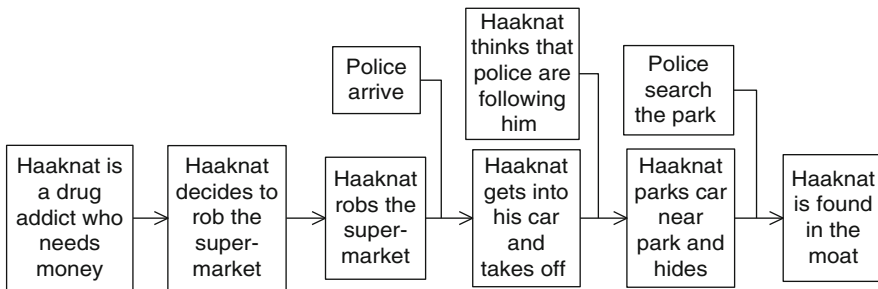 Police
arrive
Haaknat
thinks that
police are
following
him
Police
search
the park
Haaknat is
a drug
addict who
needs
money
Haaknat
decides to
rob the
super-
market
Haaknat
robs the
super-
market
Haaknat
gets into
his car
and
takes off
Haaknat
parks car
near
park and
hides
Haaknat
is found
in the
moat